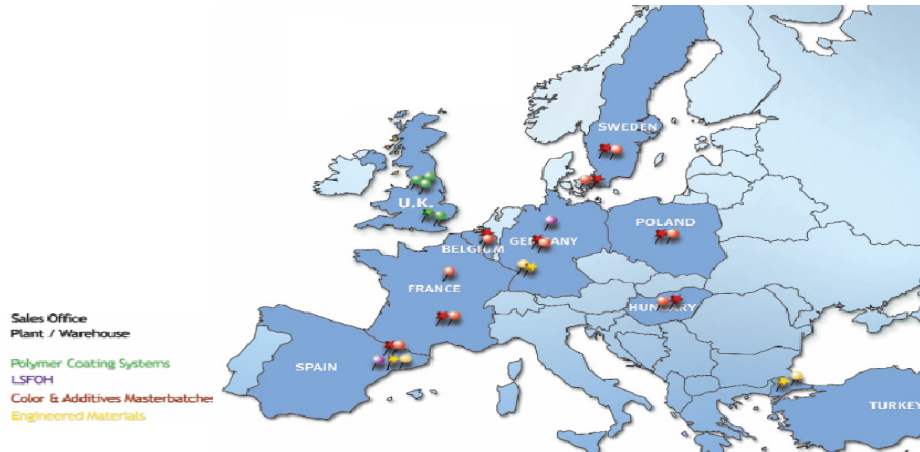 SWEDEN
U.K.
POLAND
BELGIUM
GERMANY
FRANCE
HUNGARY
SPAIN
TURKEY
Sales Office
Plant / Warehouse
Polymer Coating Systems
LSFOH
Color & Additives Masterbatches
Engineered Materials